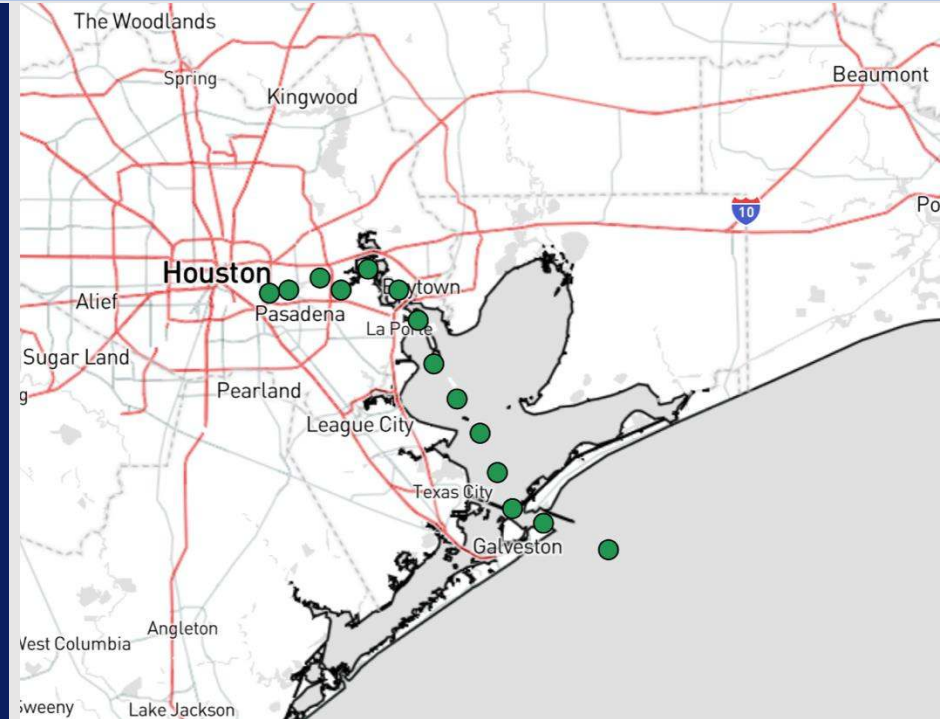 The Woodlands
Spring
Kingwood
Beaumont
10
Po
Houston
Baytown
Alief
Pasadena
La Porte
Sugar Land
g
Pearland
League City
Texas City
Galveston
Angleton
West Columbia
Sweeny
Lake Jackson